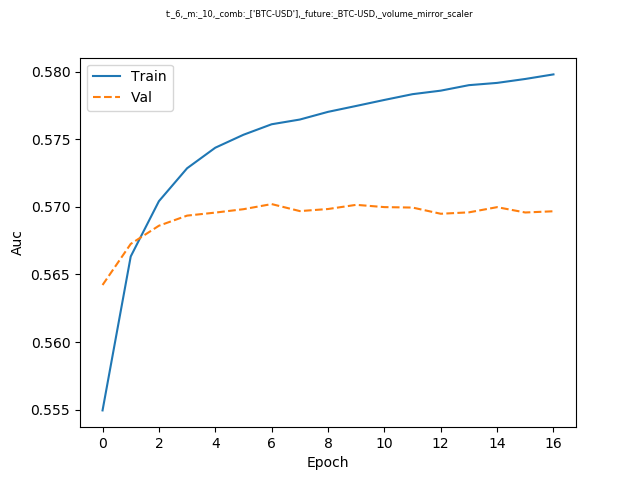 t:_6,_m:_10,_comb:_['BTC-USD'],_future:_BTC-USD,_volume_mirror_scaler
Train
Val
0.580
0.575
0.570
0.565
0.560
0.555
Auc
0 2 4 6 8 10 12 14 16
Epoch